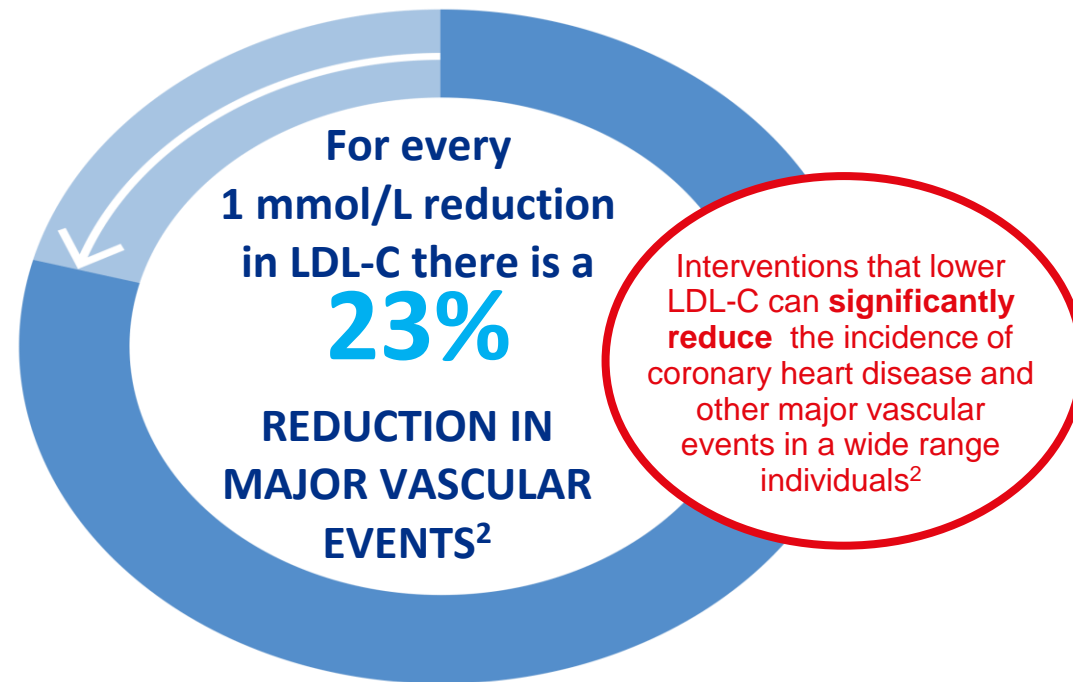 For every
1 mmol/L reduction
in LDL-C there is a
23%
REDUCTION IN
MAJOR VASCULAR
EVENTS²
Interventions that lower
LDL-C can significantly
reduce the incidence of
coronary heart disease and
other major vascular
events in a wide range
individuals²